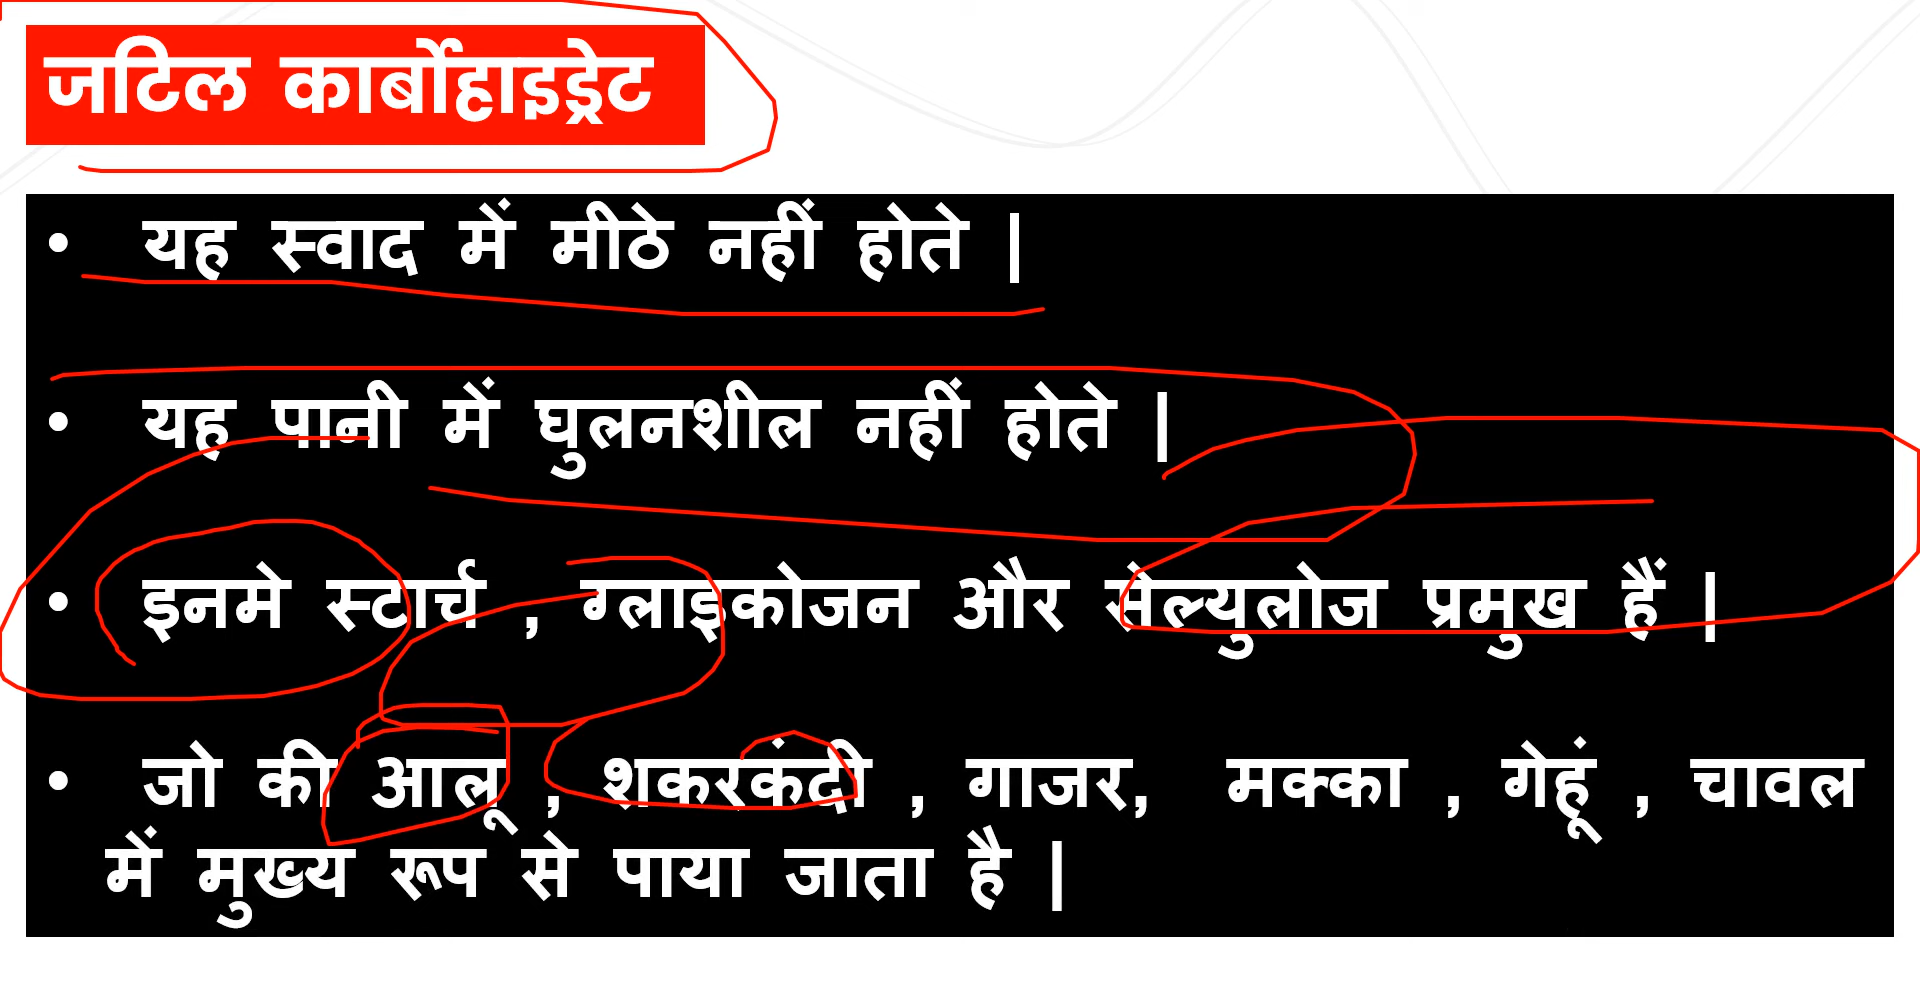 जटिल कार्बोहाइड्रेट
• यह स्वाद में मीठे नहीं होते |
• यह पानी में घुलनशील नहीं होते |
• इनमे स्टार्च , ग्लाइकोजन और सेल्युलोज प्रमुख हैं |
• जो की आलू , शकरकंदी , गाजर, मक्का , गेहूं , चावल
में मुख्य रूप से पाया जाता है |